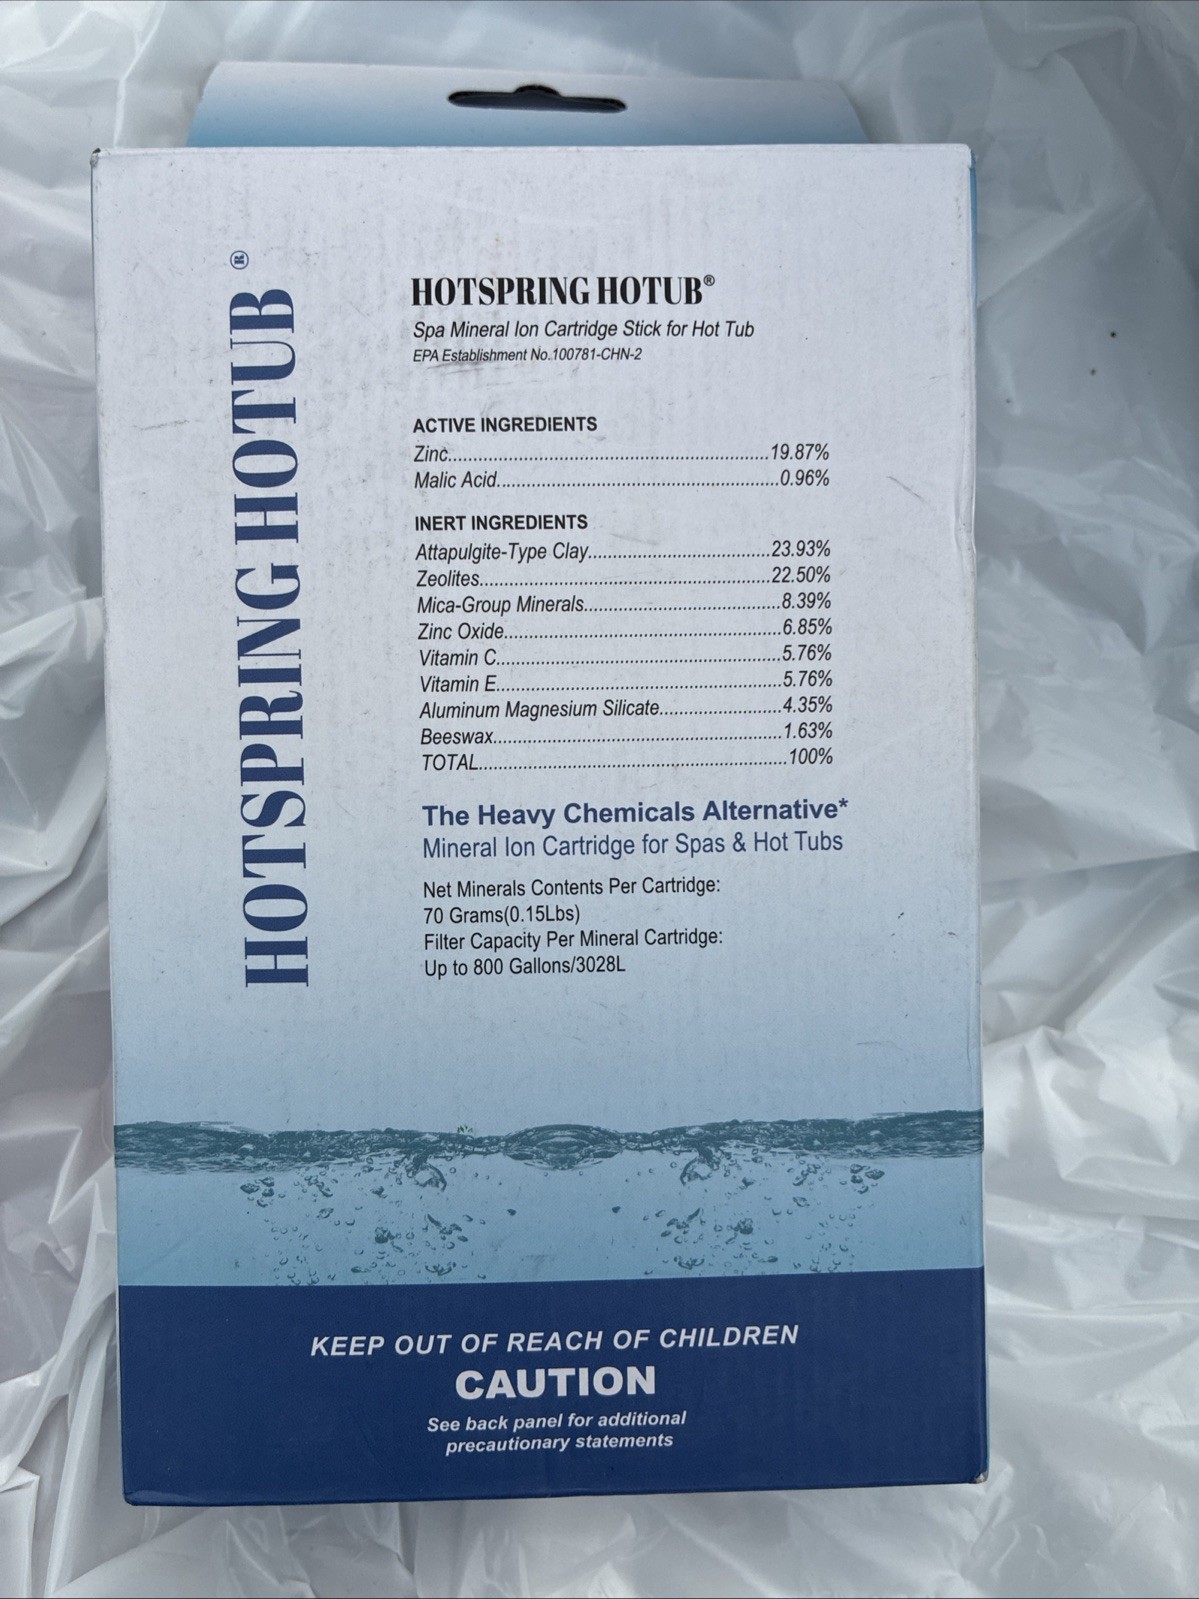 HOTSPRING HOTUB®
HOTSPRING HOTUB®
Spa Mineral Ion Cartridge Stick for Hot Tub
EPA Establishment No.100781-CHN-2
ACTIVE INGREDIENTS
Zinc....................19.87%
Malic Acid....................0.96%
INERT INGREDIENTS
Attapulgite-Type Clay....................23.93%
Zeolites....................22.50%
Mica-Group Minerals....................8.39%
Zinc Oxide....................6.85%
Vitamin C....................5.76%
Vitamin E....................5.76%
Aluminum Magnesium Silicate....................4.35%
Beeswax....................1.63%
TOTAL....................100%
The Heavy Chemicals Alternative*
Mineral Ion Cartridge for Spas & Hot Tubs
Net Minerals Contents Per Cartridge:
70 Grams(0.15Lbs)
Filter Capacity Per Mineral Cartridge:
Up to 800 Gallons/3028L
KEEP OUT OF REACH OF CHILDREN
CAUTION
See back panel for additional
precautionary statements